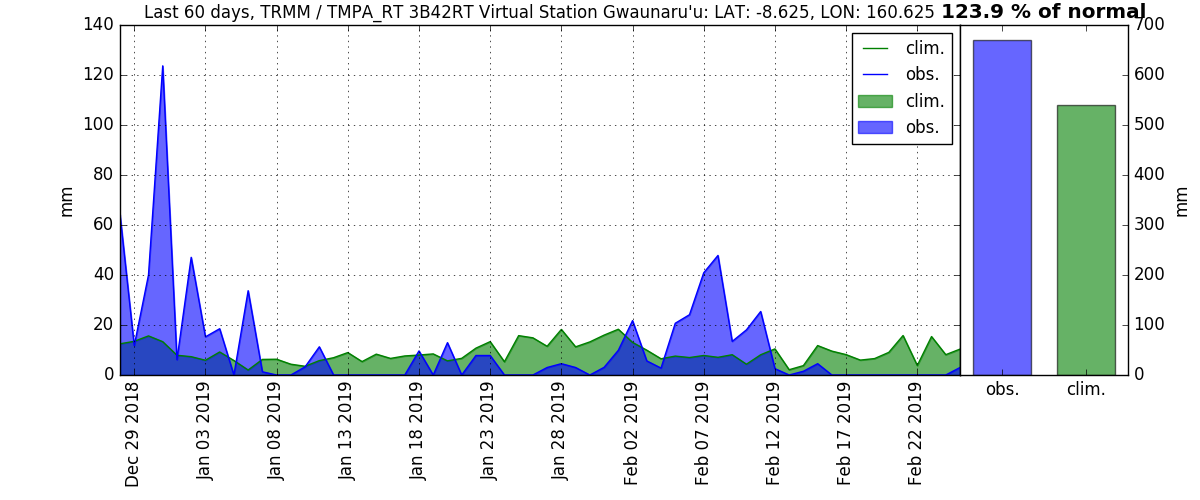 Last 60 days, TRMM / TMPA_RT 3B42RT Virtual Station Gwaunaru'u: LAT: -8.625, LON: 160.625 123.9 % of normal
140
120
100
80
60
40
20
0
mm
clim.
obs.
clim.
obs.
700
600
500
400
300
200
100
0
mm
Dec 29 2018
Jan 03 2019
Jan 08 2019
Jan 13 2019
Jan 18 2019
Jan 23 2019
Jan 28 2019
Feb 02 2019
Feb 07 2019
Feb 12 2019
Feb 17 2019
Feb 22 2019
obs.
clim.